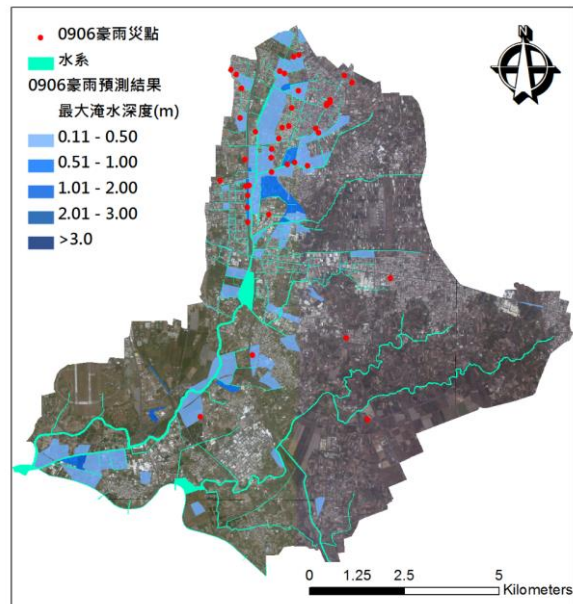 0906豪雨災點
水系
0906豪雨預測結果
最大淹水深度(m)
0.11 - 0.50
0.51 - 1.00
1.01 - 2.00
2.01 - 3.00
>3.0
0 1.25 2.5 5
Kilometers